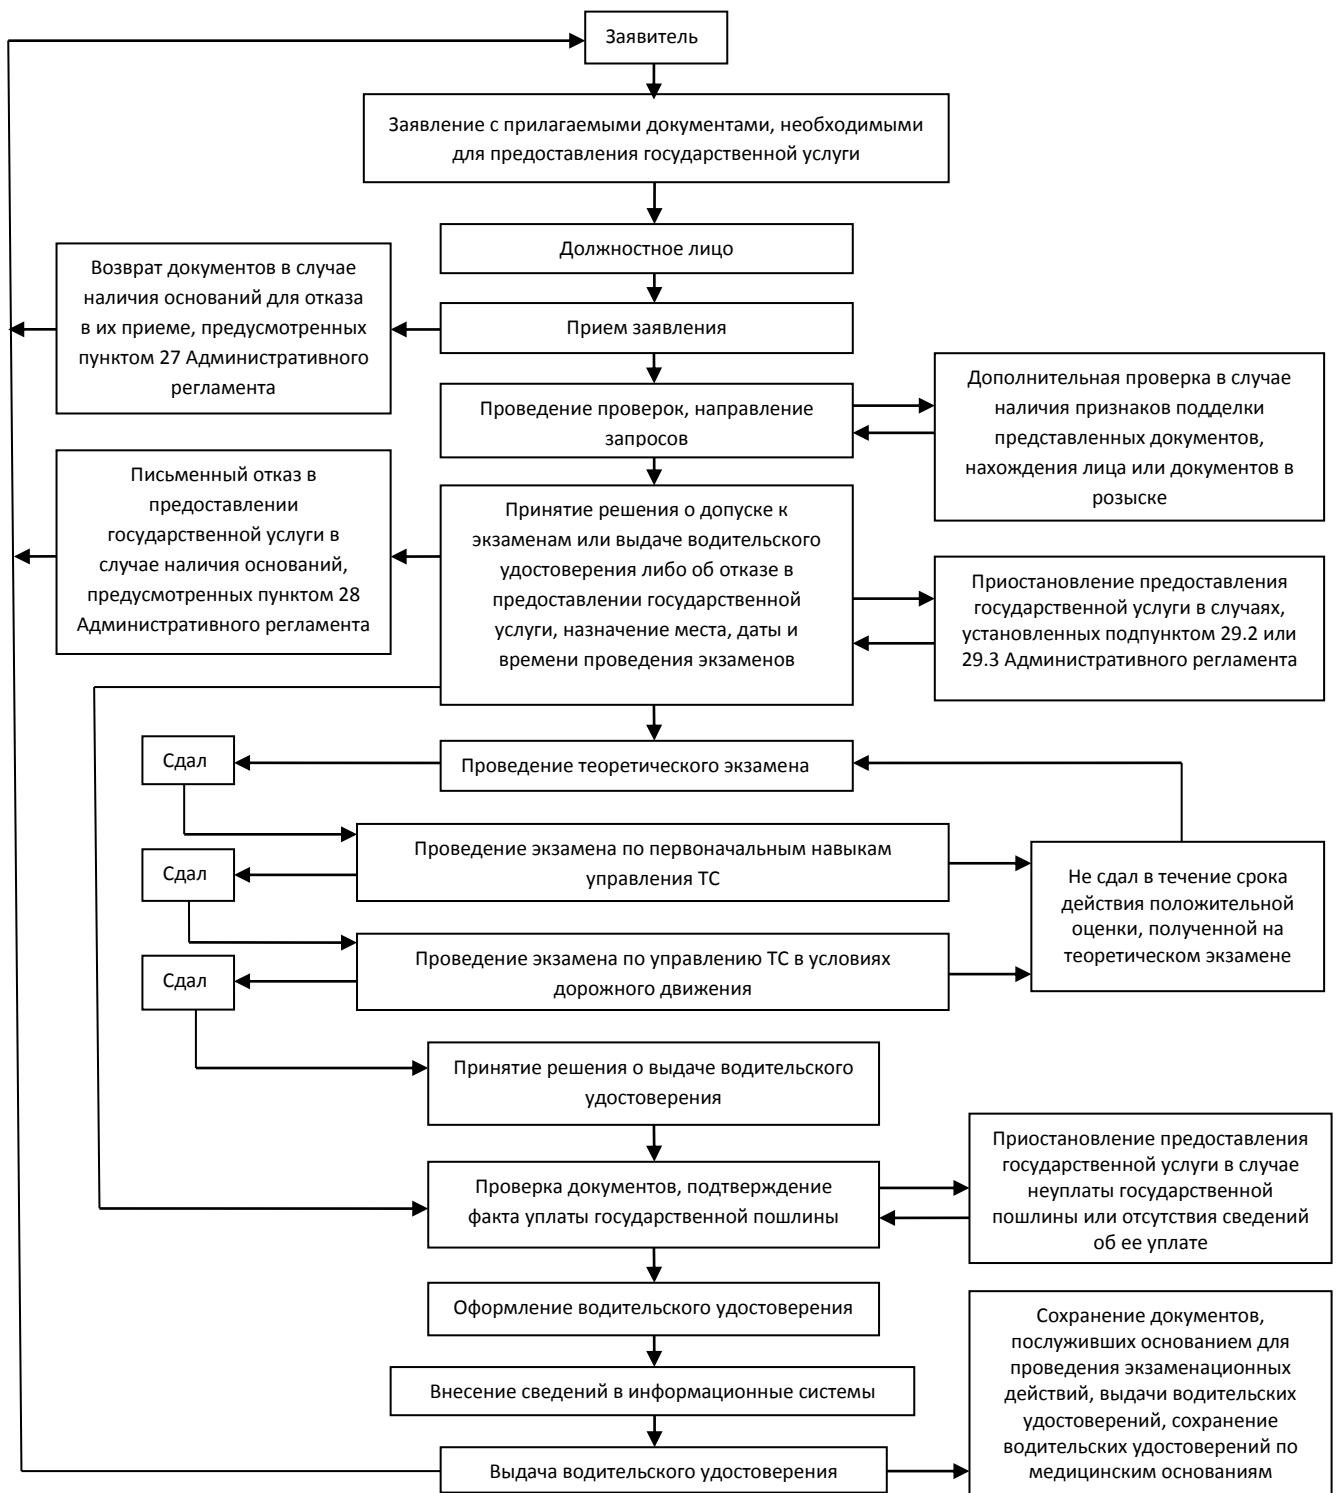 Заявитель
Заявление с прилагаемыми документами, необходимыми
для предоставления государственной услуги
Должностное лицо
Возврат документов в случае
наличия оснований для отказа
в их приеме, предусмотренных
пунктом 27 Административного
регламента
Прием заявления
Проведение проверок, направление
запросов
Дополнительная проверка в случае
наличия признаков подделки
представленных документов,
нахождения лица или документов в
розыске
Письменный отказ в
предоставлении
государственной услуги в
случае наличия оснований,
предусмотренных пунктом 28
Административного регламента
Принятие решения о допуске к
экзаменам или выдаче водительского
удостоверения либо об отказе в
предоставлении государственной
услуги, назначение места, даты и
времени проведения экзаменов
Приостановление предоставления
государственной услуги в случаях,
установленных подпунктом 29.2 или
29.3 Административного регламента
Сдал
Проведение теоретического экзамена
Проведение экзамена по первоначальным навыкам
управления ТС
Сдал
Не сдал в течение срока
действия положительной
оценки, полученной на
теоретическом экзамене
Проведение экзамена по управлению ТС в условиях
дорожного движения
Сдал
Принятие решения о выдаче водительского
удостоверения
Проверка документов, подтверждение
факта уплаты государственной пошлины
Приостановление предоставления
государственной услуги в случае
неуплаты государственной
пошлины или отсутствия сведений
об ее уплате
Оформление водительского удостоверения
Внесение сведений в информационные системы
Выдача водительского удостоверения
Сохранение документов,
послуживших основанием для
проведения экзаменационных
действий, выдачи водительских
удостоверений, сохранение
водительских удостоверений по
медицинским основаниям